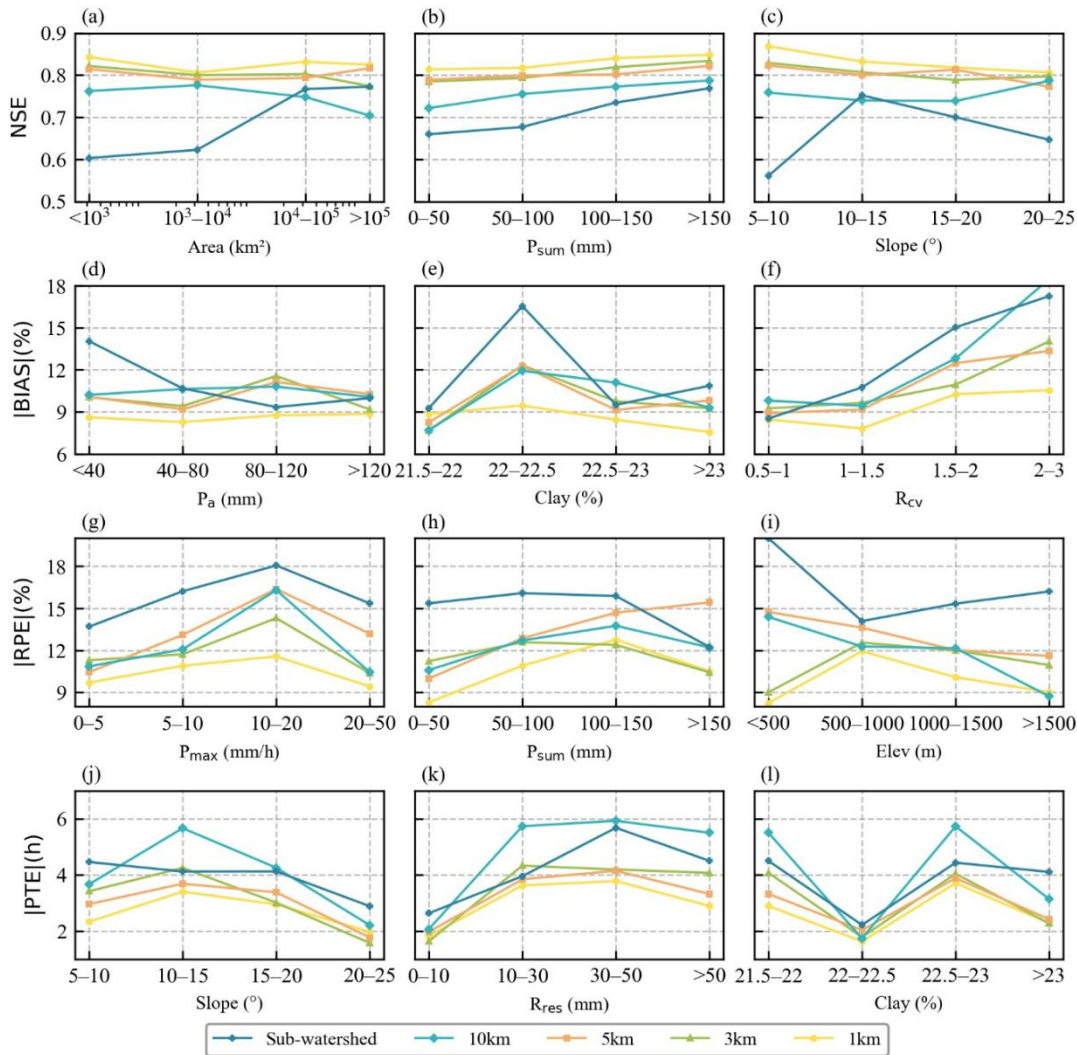 (a) (b) (c)
NSE
0.9
0.8
0.7
0.6
0.5
<10³ 10³–10⁴ 10⁴–10⁵ >10⁵ 0–50 50–100 100–150 >150 5–10 10–15 15–20 20–25
Area (km²) P_sum (mm) Slope (°)
(d) (e) (f)
|BIAS|(%)
18
15
12
9
6
<40 40–80 80–120 >120 21.5–22 22–22.5 22.5–23 >23 0.5–1 1–1.5 1.5–2 2–3
P_a (mm) Clay (%) R_cv
(g) (h) (i)
|RPE|(%)
18
15
12
9
0–5 5–10 10–20 20–50 0–50 50–100 100–150 >150 <500 500–1000 1000–1500 >1500
P_max (mm/h) P_sum (mm) Elev (m)
(j) (k) (l)
|PTE|(h)
6
4
2
5–10 10–15 15–20 20–25 0–10 10–30 30–50 >50 21.5–22 22–22.5 22.5–23 >23
Slope (°) R_res (mm) Clay (%)
Sub-watershed 10km 5km 3km 1km